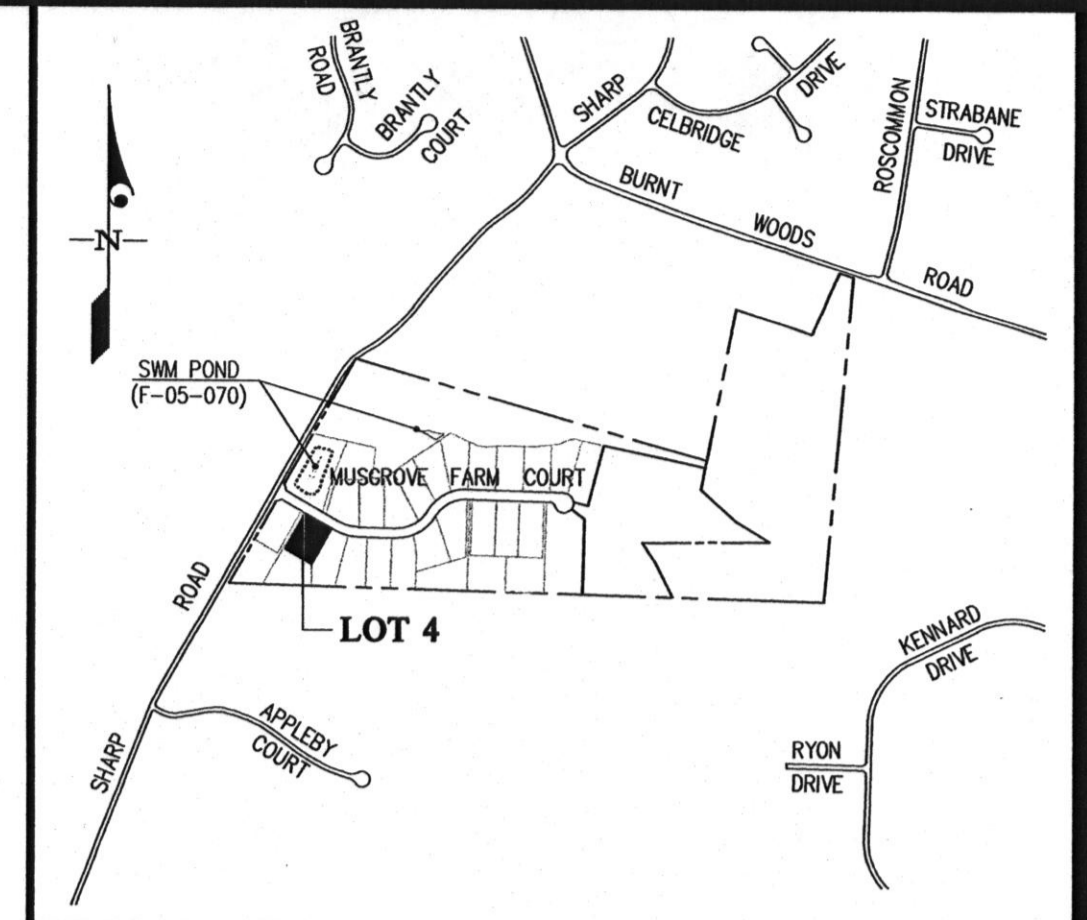 BRANTLY
ROAD
BRANTLY
COURT
SHARP
CELBRIDGE
DRIVE
ROSCOMMON
STRABANE
DRIVE
BURNT
WOODS
ROAD
N
SWM POND
(F-05-070)
MUSGROVE FARM COURT
ROAD
LOT 4
KENNARD
DRIVE
APPLEBY
COURT
SHARP
RYON
DRIVE